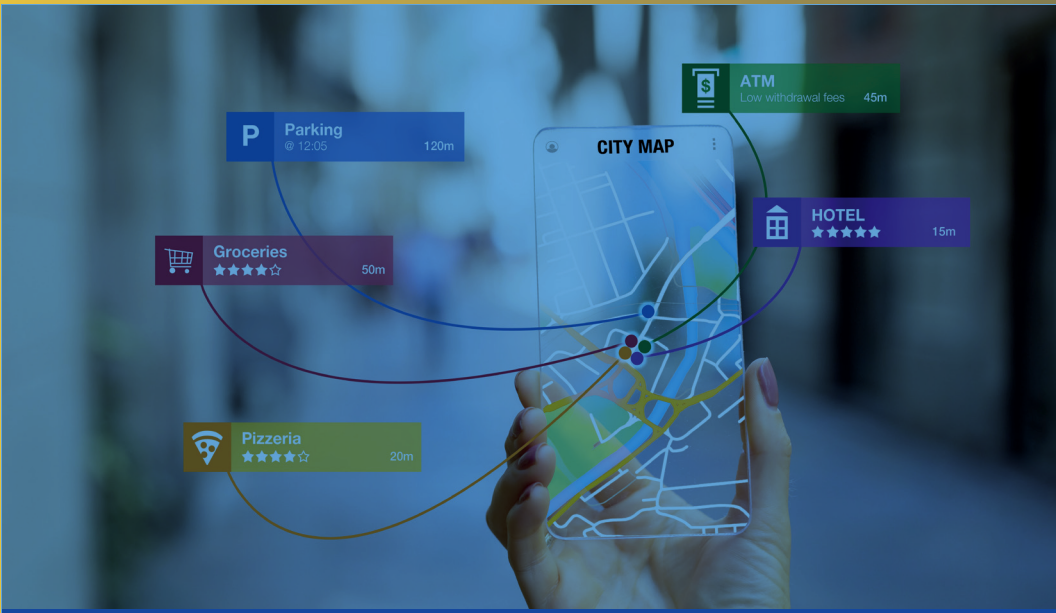 ATM
Low withdrawal fees 45m
P
Parking
@ 12:05 120m
CITY MAP
HOTEL
15m
Groceries
50m
Pizzeria
20m
$